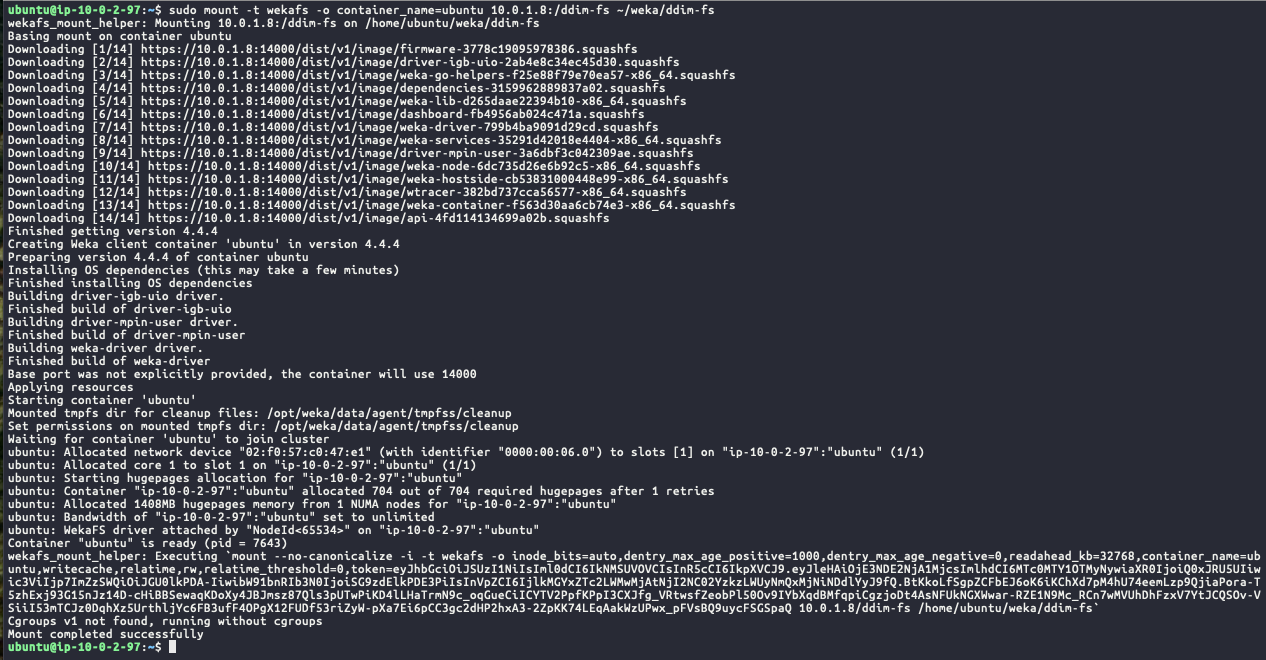 ubuntu@ip-10-0-2-97:~$ sudo mount -t wekafs -o container_name=ubuntu 10.0.1.8:/ddim-fs ~/weka/ddim-fs
wekafs_mount_helper: Mounting 10.0.1.8:/ddim-fs on /home/ubuntu/weka/ddim-fs
Basing mount on container ubuntu
Downloading [1/14] https://10.0.1.8:14000/dist/v1/image/firmware-3778c19095978386.squashfs
Downloading [2/14] https://10.0.1.8:14000/dist/v1/image/driver-igb-uio-2ab4e8c34ec45d30.squashfs
Downloading [3/14] https://10.0.1.8:14000/dist/v1/image/weka-go-helpers-f25e88f79e70ea57-x86_64.squashfs
Downloading [4/14] https://10.0.1.8:14000/dist/v1/image/dependencies-3159962889837a02.squashfs
Downloading [5/14] https://10.0.1.8:14000/dist/v1/image/weka-lib-d265daae22394b10-x86_64.squashfs
Downloading [6/14] https://10.0.1.8:14000/dist/v1/image/dashboard-fb4956ab024c471a.squashfs
Downloading [7/14] https://10.0.1.8:14000/dist/v1/image/weka-driver-799b4ba9091d29cd.squashfs
Downloading [8/14] https://10.0.1.8:14000/dist/v1/image/weka-services-35291d42018e4404-x86_64.squashfs
Downloading [9/14] https://10.0.1.8:14000/dist/v1/image/driver-mpin-user-3a6dbf3c042309ae.squashfs
Downloading [10/14] https://10.0.1.8:14000/dist/v1/image/weka-node-6dc735d26e6b92c5-x86_64.squashfs
Downloading [11/14] https://10.0.1.8:14000/dist/v1/image/weka-hostside-cb53831000448e99-x86_64.squashfs
Downloading [12/14] https://10.0.1.8:14000/dist/v1/image/wtracer-382bd737cca56577-x86_64.squashfs
Downloading [13/14] https://10.0.1.8:14000/dist/v1/image/weka-container-f563d30aa6cb74e3-x86_64.squashfs
Downloading [14/14] https://10.0.1.8:14000/dist/v1/image/api-4fd114134699a02b.squashfs
Finished getting version 4.4.4
Creating Weka client container 'ubuntu' in version 4.4.4
Preparing version 4.4.4 of container ubuntu
Installing OS dependencies (this may take a few minutes)
Finished installing OS dependencies
Building driver-igb-uio driver.
Finished build of driver-igb-uio
Building driver-mpin-user driver.
Finished build of driver-mpin-user
Building weka-driver driver.
Finished build of weka-driver
Base port was not explicitly provided, the container will use 14000
Applying resources
Starting container 'ubuntu'
Mounted tmpfs dir for cleanup files: /opt/weka/data/agent/tmpfss/cleanup
Set permissions on mounted tmpfs dir: /opt/weka/data/agent/tmpfss/cleanup
Waiting for container 'ubuntu' to join cluster
ubuntu: Allocated network device "02:f0:57:c0:47:e1" (with identifier "0000:00:06.0") to slots [1] on "ip-10-0-2-97":"ubuntu" (1/1)
ubuntu: Allocated core 1 to slot 1 on "ip-10-0-2-97":"ubuntu" (1/1)
ubuntu: Starting hugepages allocation for "ip-10-0-2-97":"ubuntu"
ubuntu: Container "ip-10-0-2-97":"ubuntu" allocated 704 out of 704 required hugepages after 1 retries
ubuntu: Allocated 1408MB hugepages memory from 1 NUMA nodes for "ip-10-0-2-97":"ubuntu"
ubuntu: Bandwidth of "ip-10-0-2-97":"ubuntu" set to unlimited
ubuntu: WekaFS driver attached by "NodeId<65534>" on "ip-10-0-2-97":"ubuntu"
Container "ubuntu" is ready (pid = 7643)
wekafs_mount_helper: Executing `mount --no-canonicalize -i -t wekafs -o inode_bits=auto,dentry_max_age_positive=1000,dentry_max_age_negative=0,readahead_kb=32768,container_name=ub
untu,writecache,relatime,rw,relatime_threshold=0,token=
10.0.1.8/ddim-fs /home/ubuntu/weka/ddim-fs`
Cgroups v1 not found, running without cgroups
Mount completed successfully
ubuntu@ip-10-0-2-97:~$